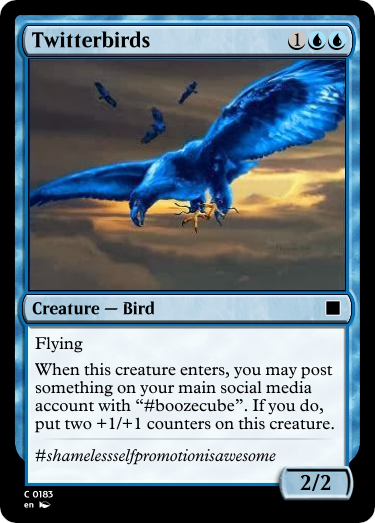 Twitterbirds 1
Creature — Bird
Flying
When this creature enters, you may post
something on your main social media
account with “#boozecube”. If you do,
put two +1/+1 counters on this creature.
#shamelessselfpromotionisawesome
2/2
C 0183
en